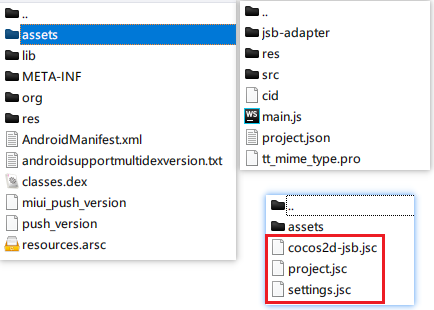 ..
assets
lib
META-INF
org
res
AndroidManifest.xml
androidsupportmultidexversion.txt
classes.dex
miui_push_version
push_version
resources.arsc
..
jsb-adapter
res
src
cid
WS
main.js
project.json
tt_mime_type.pro
..
assets
cocos2d-jsb.jsc
project.jsc
settings.jsc